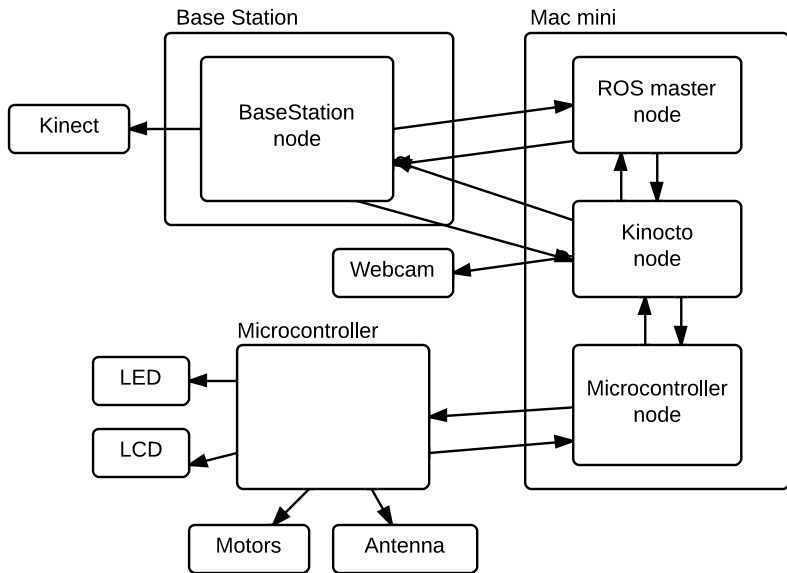 Base Station
Mac mini
BaseStation
node
ROS master
node
Kinect
Kinocto
node
Webcam
Microcontroller
LED
Microcontroller
node
LCD
Motors
Antenna